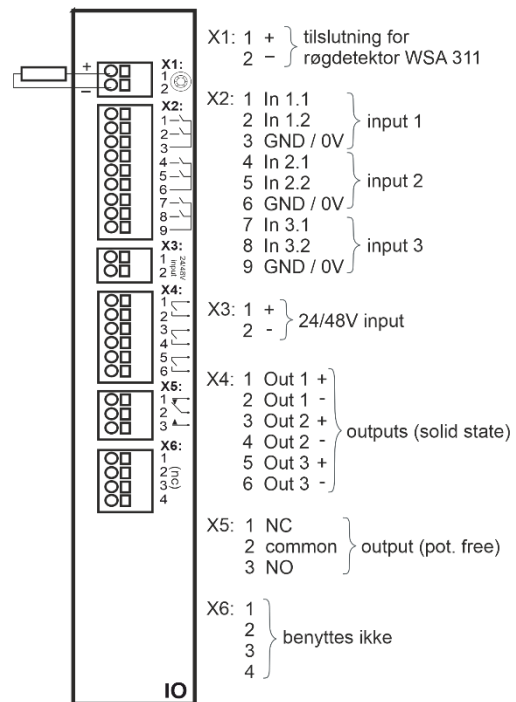 +
−
X1:
1
2
X2:
1
2
3
4
5
6
7
8
9
X3:
1
2
24/48V
input
X4:
1
2
3
4
5
6
X5:
1
2
3
X6:
1
2
3
4
(nc)
IO
X1: 1 + tilslutning for
2 − røgdetektor WSA 311
X2: 1 In 1.1
2 In 1.2 input 1
3 GND / 0V
4 In 2.1
5 In 2.2 input 2
6 GND / 0V
7 In 3.1
8 In 3.2 input 3
9 GND / 0V
X3: 1 +
2 - 24/48V input
X4: 1 Out 1 +
2 Out 1 -
3 Out 2 +
4 Out 2 - outputs (solid state)
5 Out 3 +
6 Out 3 -
X5: 1 NC
2 common output (pot. free)
3 NO
X6: 1
2
3 benyttes ikke
4